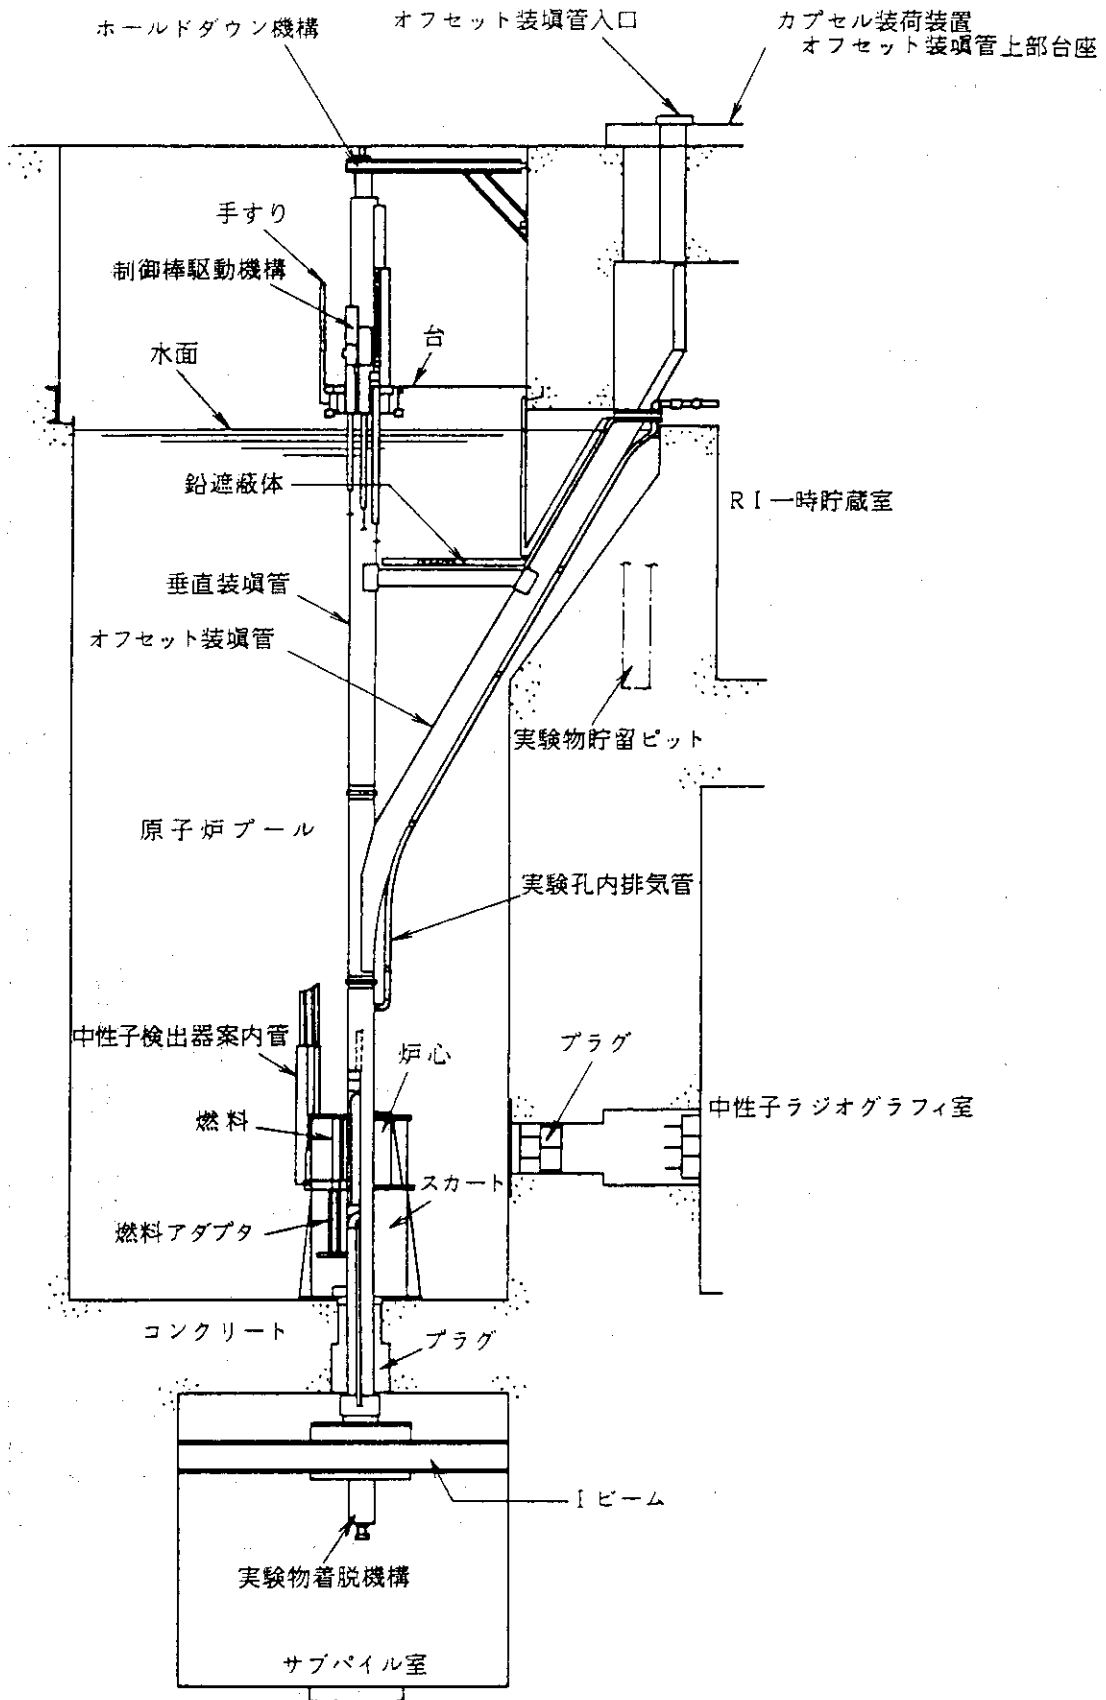 ホールドダウン機構
オフセット装塡管入口
カプセル装荷装置
オフセット装塡管上部台座
手すり
制御棒駆動機構
水面
台
鉛遮蔽体
RI一時貯蔵室
垂直装塡管
オフセット装塡管
実験物貯留ピット
原子炉プール
実験孔内排気管
中性子検出器案内管
炉心
プラグ
中性子ラジオグラフィ室
燃料
スカート
燃料アダプタ
コンクリート
プラグ
Iビーム
実験物着脱機構
サブパイル室